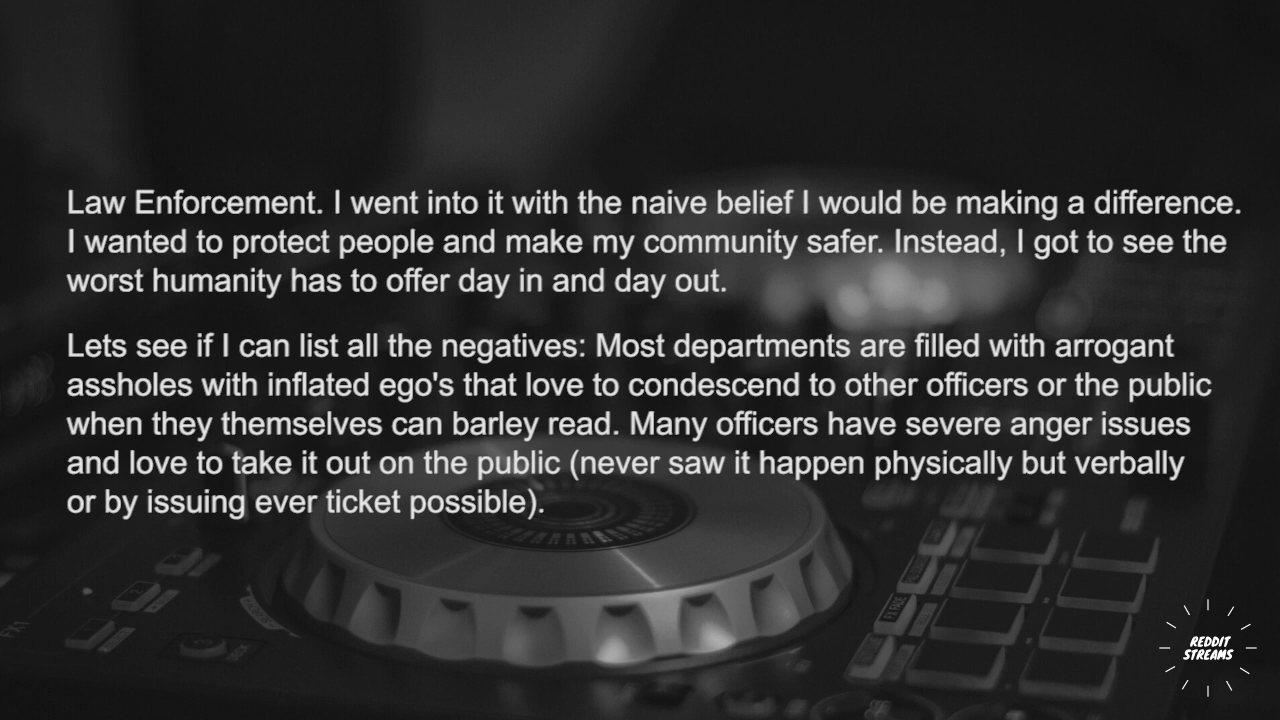 Law Enforcement. I went into it with the naive belief I would be making a difference.
I wanted to protect people and make my community safer. Instead, I got to see the
worst humanity has to offer day in and day out.
Lets see if I can list all the negatives: Most departments are filled with arrogant
assholes with inflated ego's that love to condescend to other officers or the public
when they themselves can barley read. Many officers have severe anger issues
and love to take it out on the public (never saw it happen physically but verbally
or by issuing ever ticket possible).
FX1
FX FADE
REDDIT
STREAMS